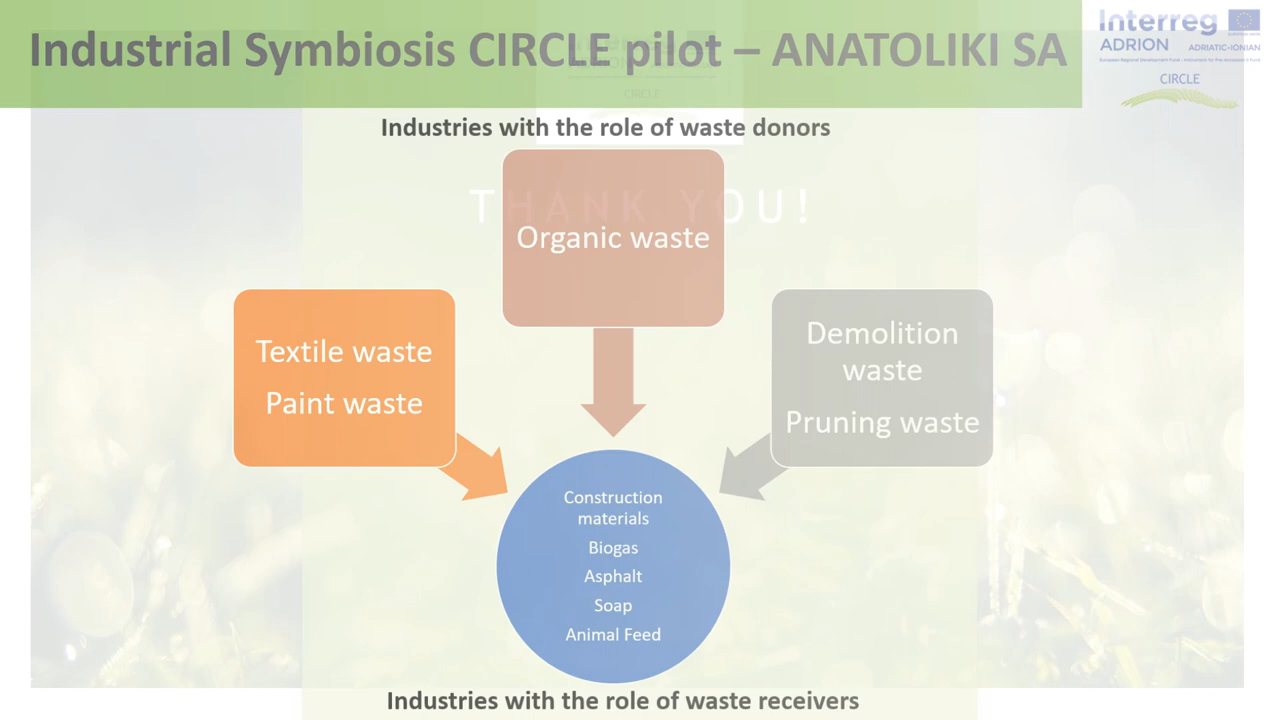 Industrial Symbiosis CIRCLE pilot – ANATOLIKI SA
Interreg
ADRION
ADRIATIC-IONIAN
CIRCLE
Industries with the role of waste donors
THANK YOU!
Organic waste
Textile waste
Paint waste
Demolition
waste
Pruning waste
Construction
materials
Biogas
Asphalt
Soap
Animal Feed
Industries with the role of waste receivers